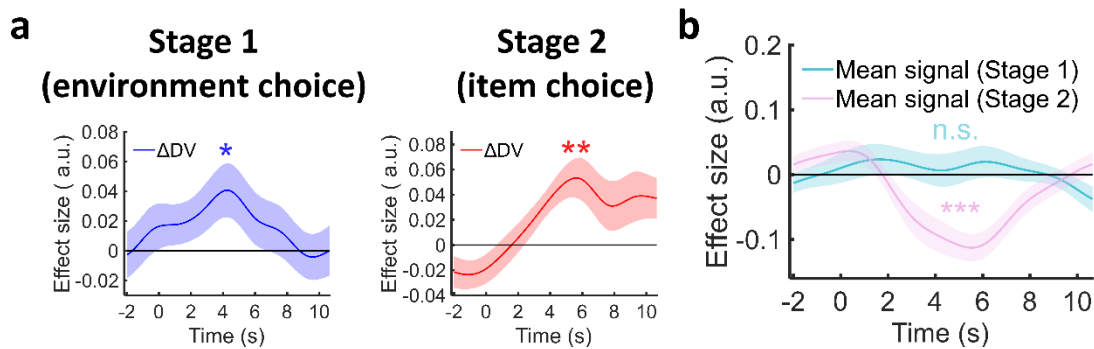 a
Stage 1
(environment choice)
Effect size ( a.u.)
0.08
0.06
0.04
0.02
0
-0.02
ΔDV
*
-2 0 2 4 6 8 10
Time (s)
Stage 2
(item choice)
Effect size ( a.u.)
0.08
0.06
0.04
0.02
0
-0.02
-0.04
ΔDV
**
-2 0 2 4 6 8 10
Time (s)
b
Effect size (a.u.)
0.2
0.1
0
-0.1
Mean signal (Stage 1)
Mean signal (Stage 2)
n.s.
***
-2 0 2 4 6 8 10
Time (s)